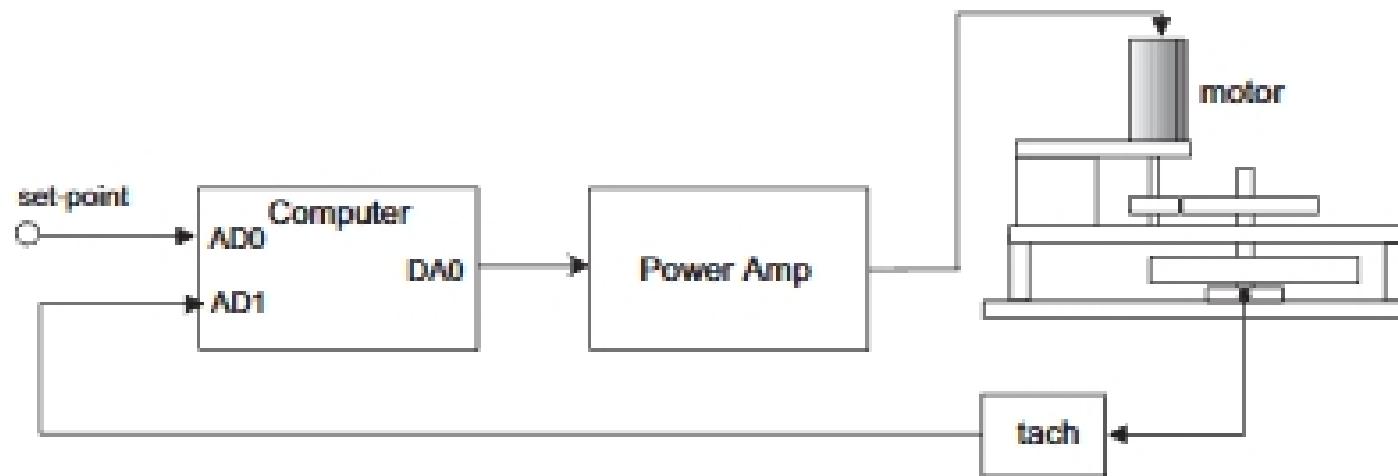 motor
set-point
Computer
AD0
DA0
Power Amp
AD1
tach